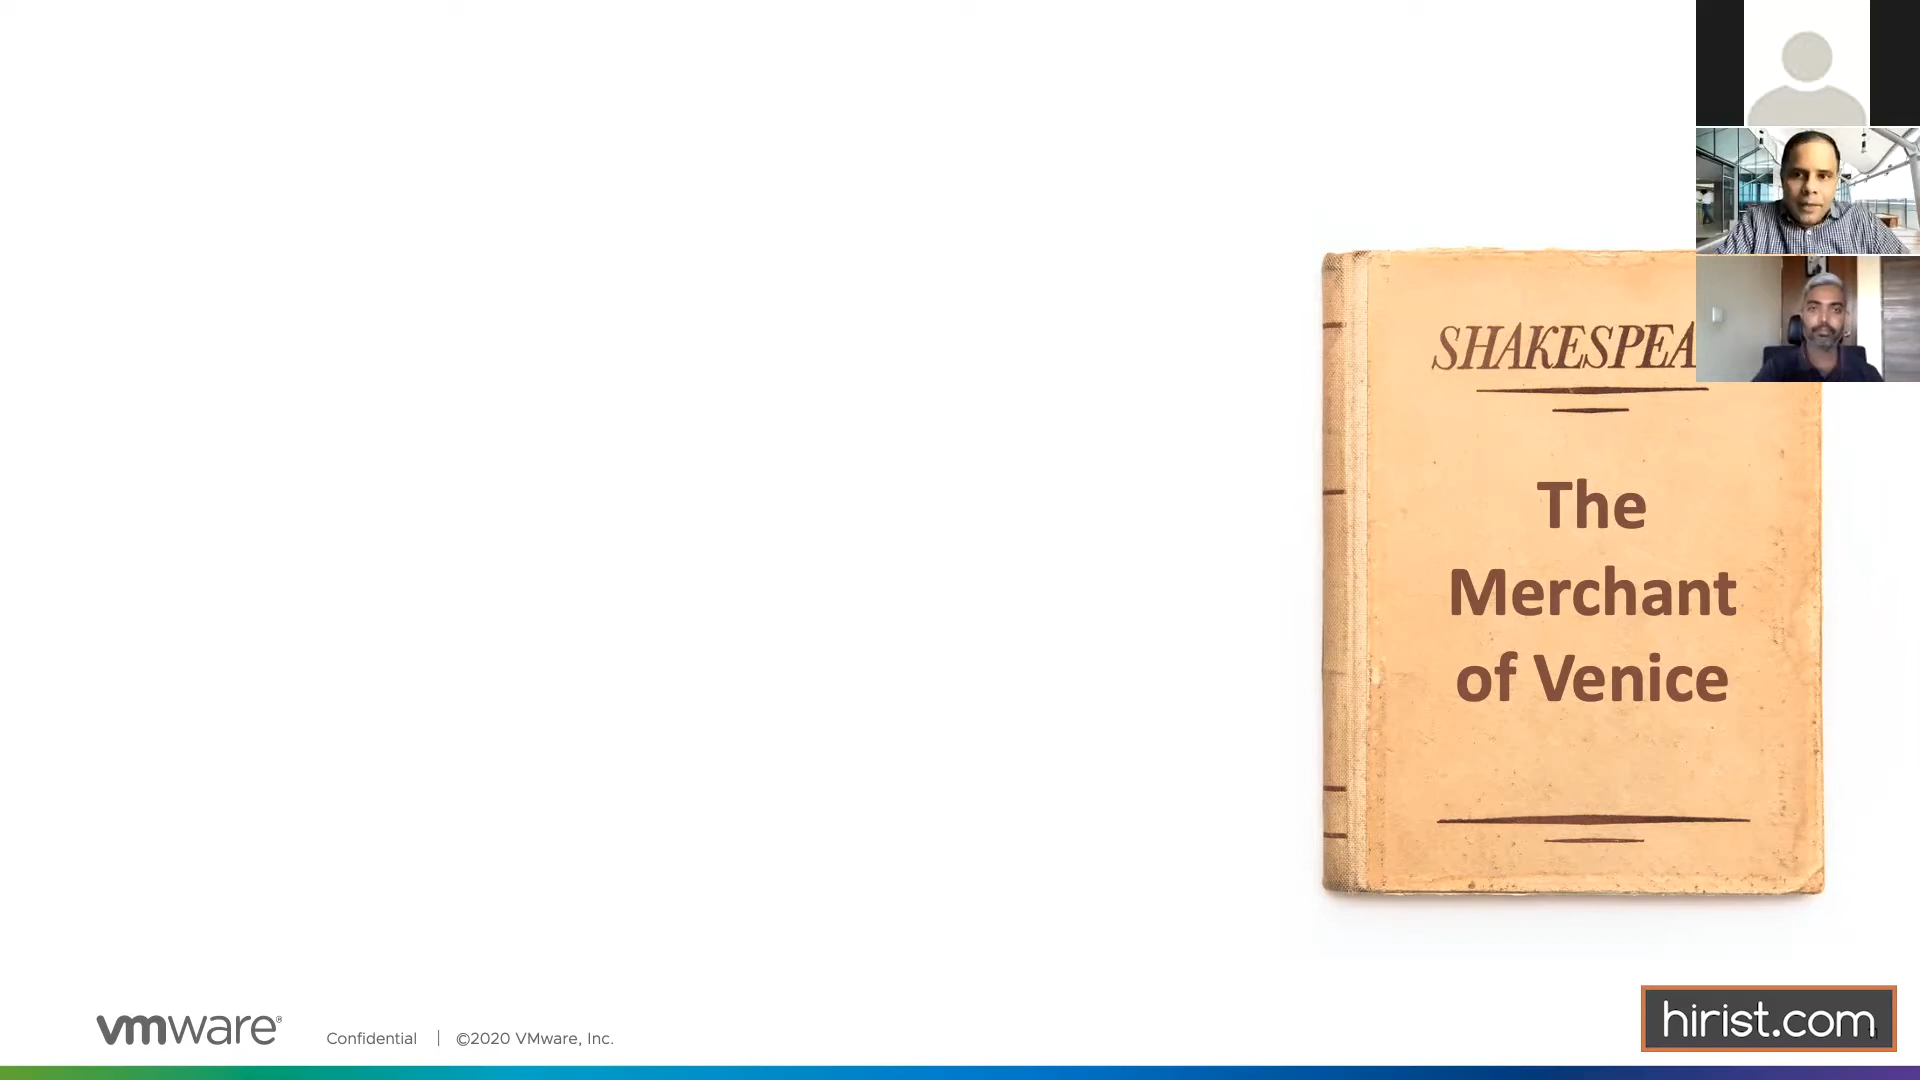 SHAKESPEA
The
Merchant
of Venice
vmware®
Confidential | ©2020 VMware, Inc.
hirist.com